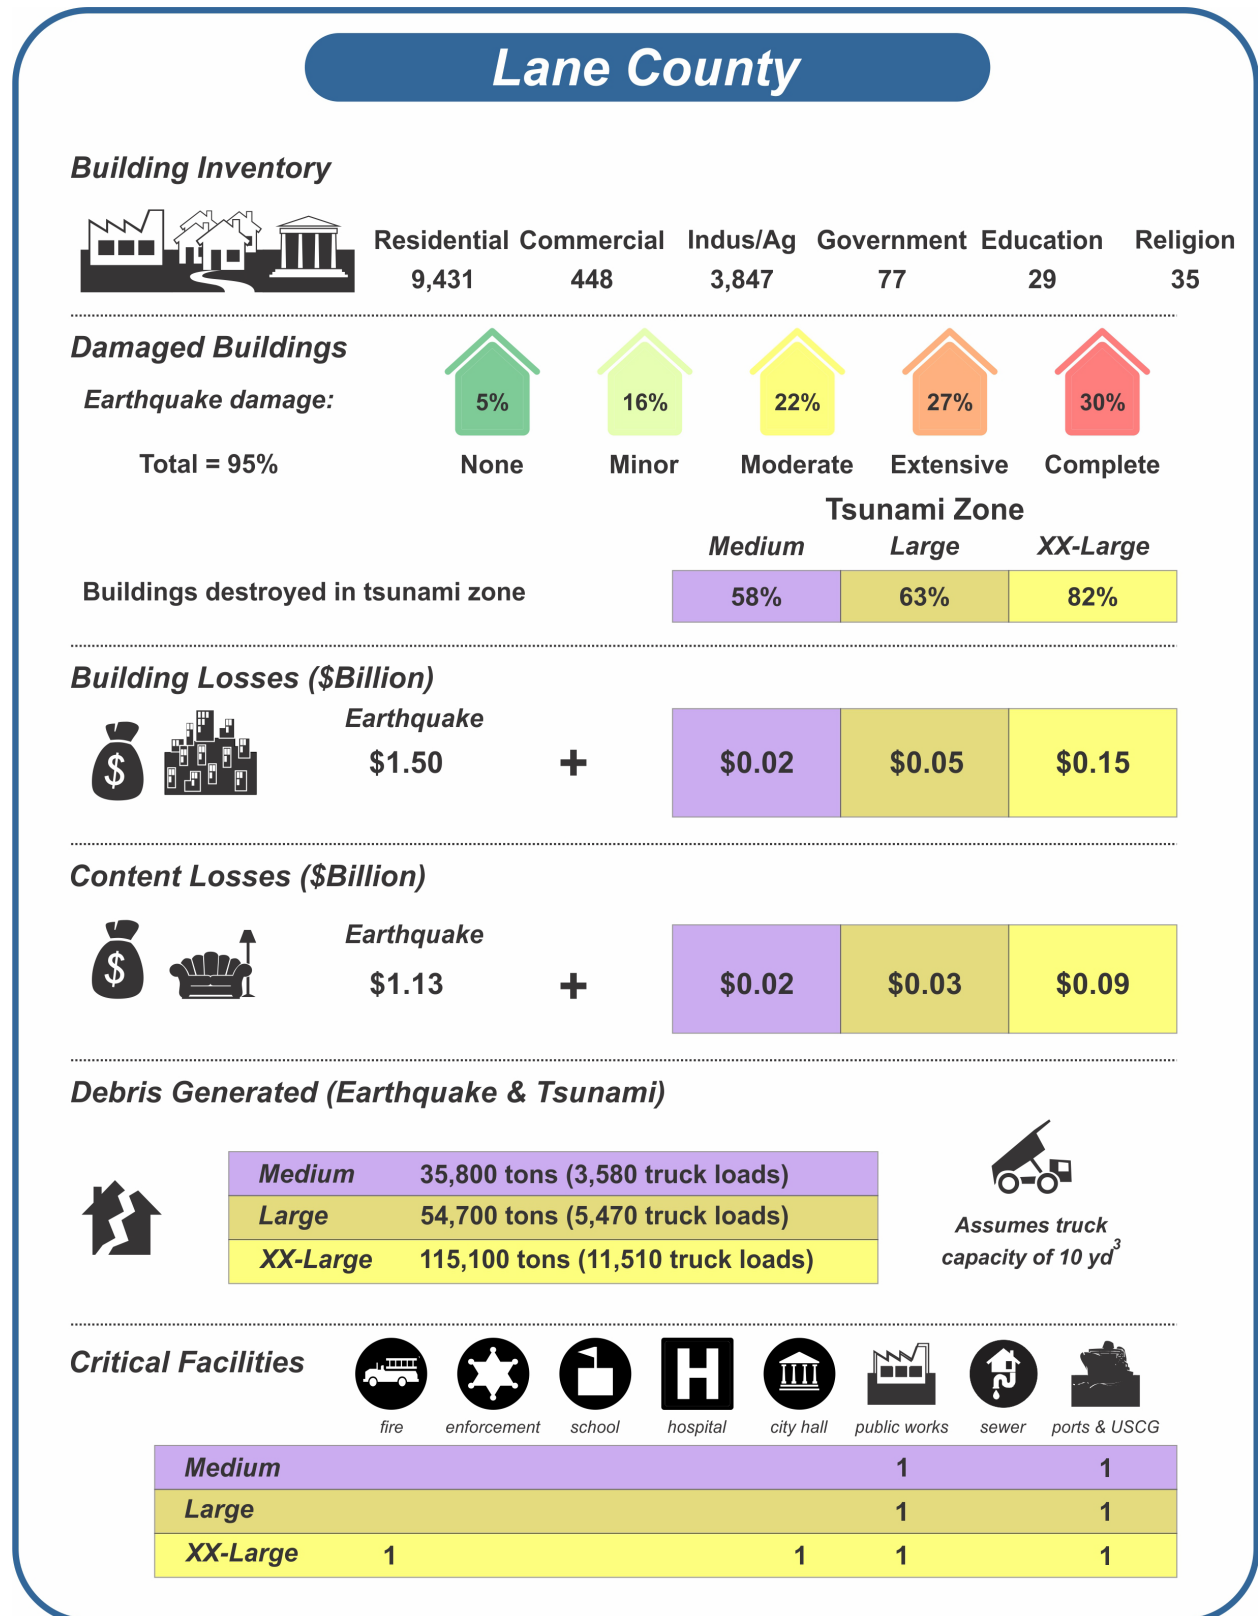 Lane County
Building Inventory
Residential Commercial Indus/Ag Government Education Religion
9,431 448 3,847 77 29 35
Damaged Buildings
Earthquake damage: 5% 16% 22% 27% 30%
Total = 95% None Minor Moderate Extensive Complete
Tsunami Zone
Medium Large XX-Large
Buildings destroyed in tsunami zone 58% 63% 82%
Building Losses ($Billion)
Earthquake
$ $1.50 + $0.02 $0.05 $0.15
Content Losses ($Billion)
Earthquake
$ $1.13 + $0.02 $0.03 $0.09
Debris Generated (Earthquake & Tsunami)
Medium 35,800 tons (3,580 truck loads)
Large 54,700 tons (5,470 truck loads)
XX-Large 115,100 tons (11,510 truck loads)
Assumes truck
capacity of 10 yd³
Critical Facilities
H
fire enforcement school hospital city hall public works sewer ports & USCG
Medium 1 1
Large 1 1
XX-Large 1 1 1 1